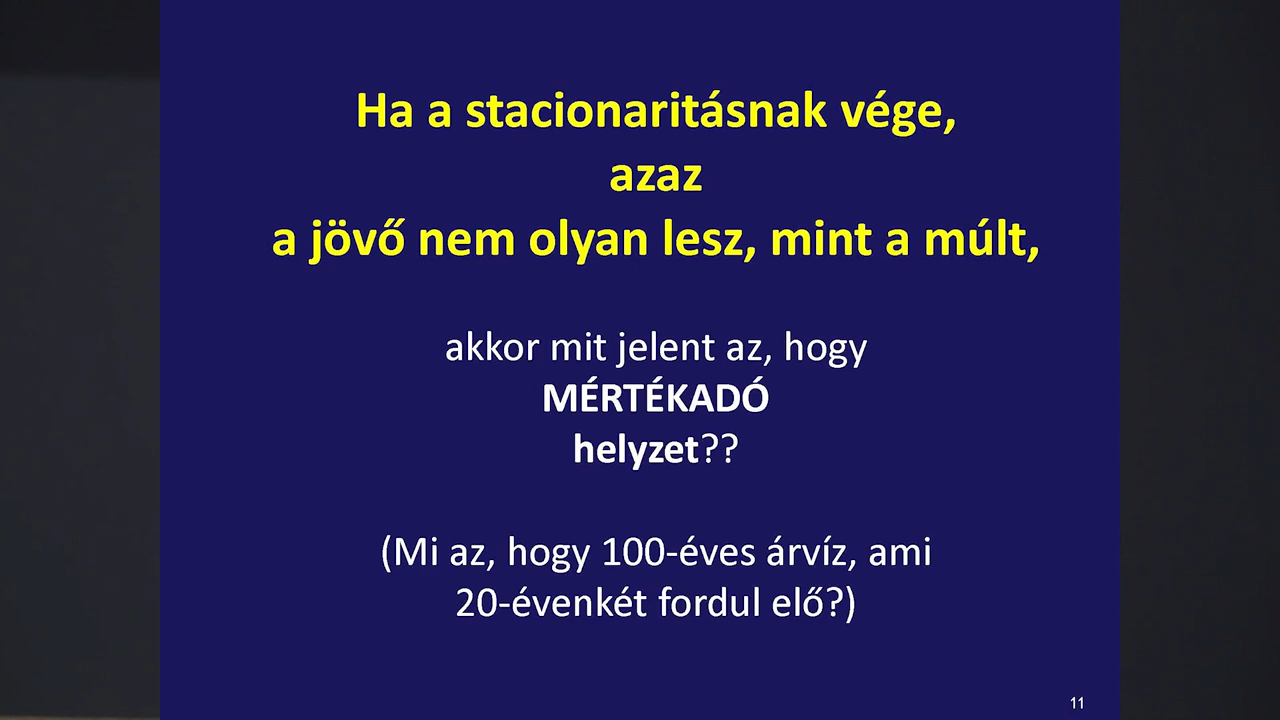 Ha a stacionaritásnak vége,
azaz
a jövő nem olyan lesz, mint a múlt,
akkor mit jelent az, hogy
MÉRTÉKADÓ
helyzet??
(Mi az, hogy 100-éves árvíz, ami
20-évenkét fordul elő?)
11